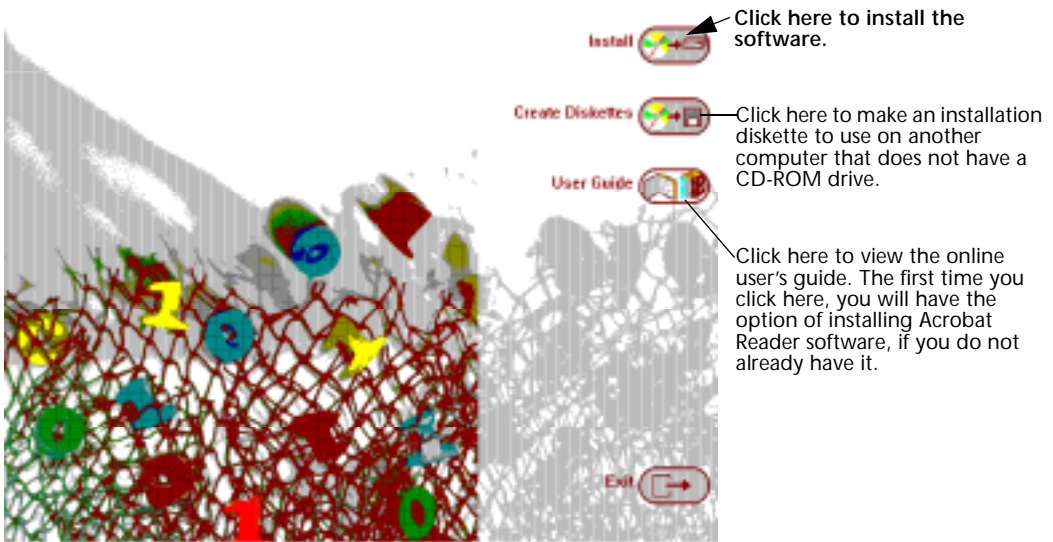 Click here to install the
software.
Install
Create Diskettes
Click here to make an installation
diskette to use on another
computer that does not have a
CD-ROM drive.
User Guide
Click here to view the online
user's guide. The first time you
click here, you will have the
option of installing Acrobat
Reader software, if you do not
already have it.
1
0
1
Exit